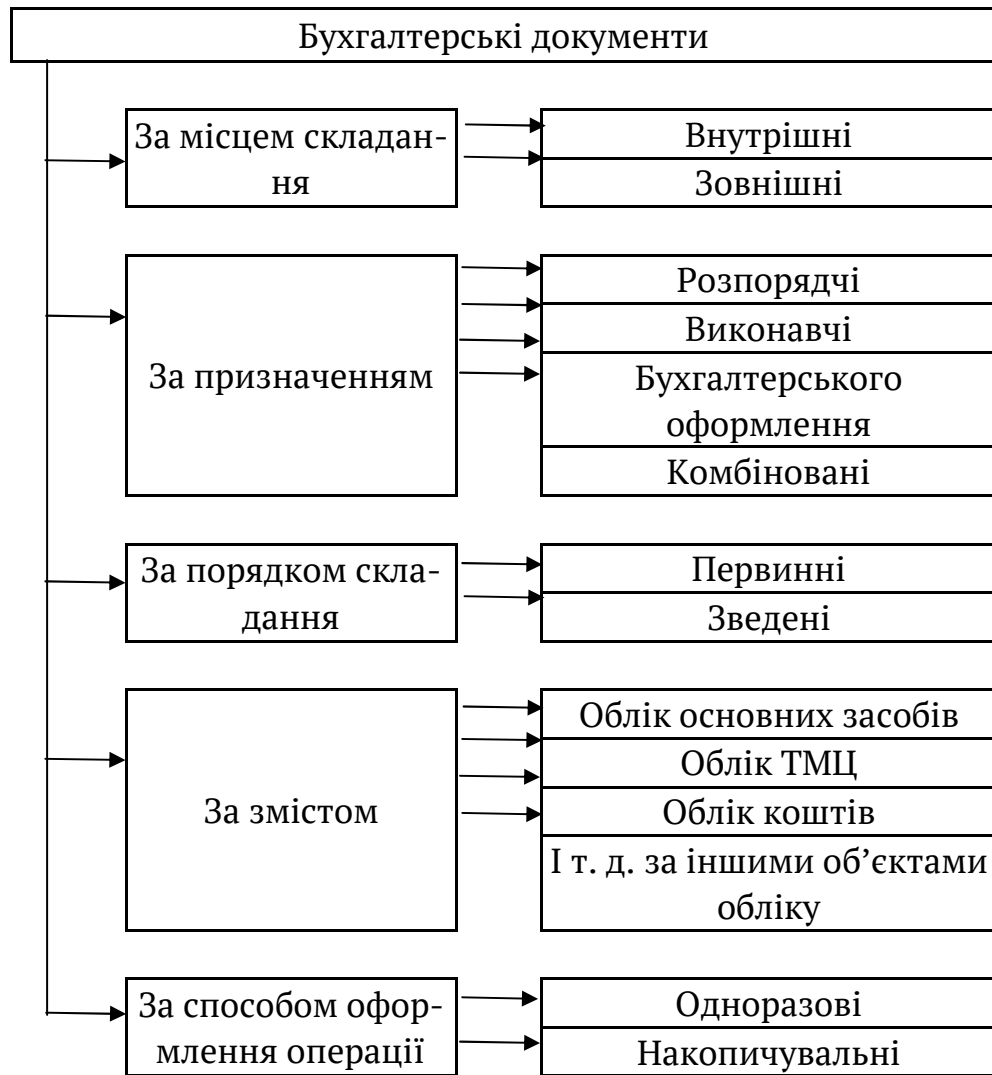 Бухгалтерські документи
За місцем складан-
ня
Внутрішні
Зовнішні
За призначенням
Розпорядчі
Виконавчі
Бухгалтерського
оформлення
Комбіновані
За порядком скла-
дання
Первинні
Зведені
За змістом
Облік основних засобів
Облік ТМЦ
Облік коштів
І т. д. за іншими об’єктами
обліку
За способом офор-
млення операції
Одноразові
Накопичувальні